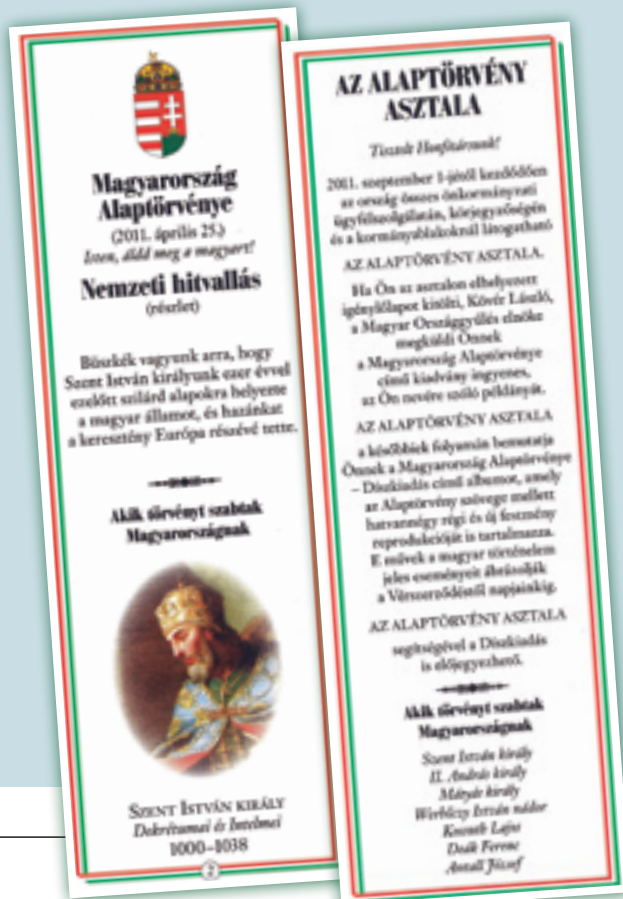 Magyarország
Alaptörvénye
(2011. április 25.)
Isten, áldd meg a magyart!
Nemzeti hitvallás
(részlet)
Büszkék vagyunk arra, hogy
Szent István királyunk ezer évvel
ezelőtt szilárd alapokra helyezte
a magyar államot, és hazánkat
a keresztény Európa részévé tette.
Akik törvényt szabtak
Magyarországnak
SZENT ISTVÁN KIRÁLY
Dekrétumai és Intelmei
1000–1038
2
AZ ALAPTÖRVÉNY
ASZTALA
Tisztelt Honfitársunk!
2011. szeptember 1-jétől kezdődően
az ország összes önkormányzati
ügyfélszolgálatán, körjegyzőségén
és a kormányablakoknál látogatható
AZ ALAPTÖRVÉNY ASZTALA.
Ha Ön az asztalon elhelyezett
igénylőlapot kitölti, Kövér László,
a Magyar Országgyűlés elnöke
megküldi Önnek
a Magyarország Alaptörvénye
című kiadvány ingyenes,
az Ön nevére szóló példányát.
AZ ALAPTÖRVÉNY ASZTALA
a későbbiek folyamán bemutatja
Önnek a Magyarország Alaptörvénye
– Díszkiadás című albumot, amely
az Alaptörvény szövege mellett
hatvannégy régi és új festmény
reprodukcióját is tartalmazza.
E művek a magyar történelem
jeles eseményeit ábrázolják
a Vérszerződéstől napjainkig.
AZ ALAPTÖRVÉNY ASZTALA
segítségével a Díszkiadás
is előjegyezhető.
Akik törvényt szabtak
Magyarországnak
Szent István király
II. András király
Mátyás király
Werbőczy István nádor
Kossuth Lajos
Deák Ferenc
Antall József